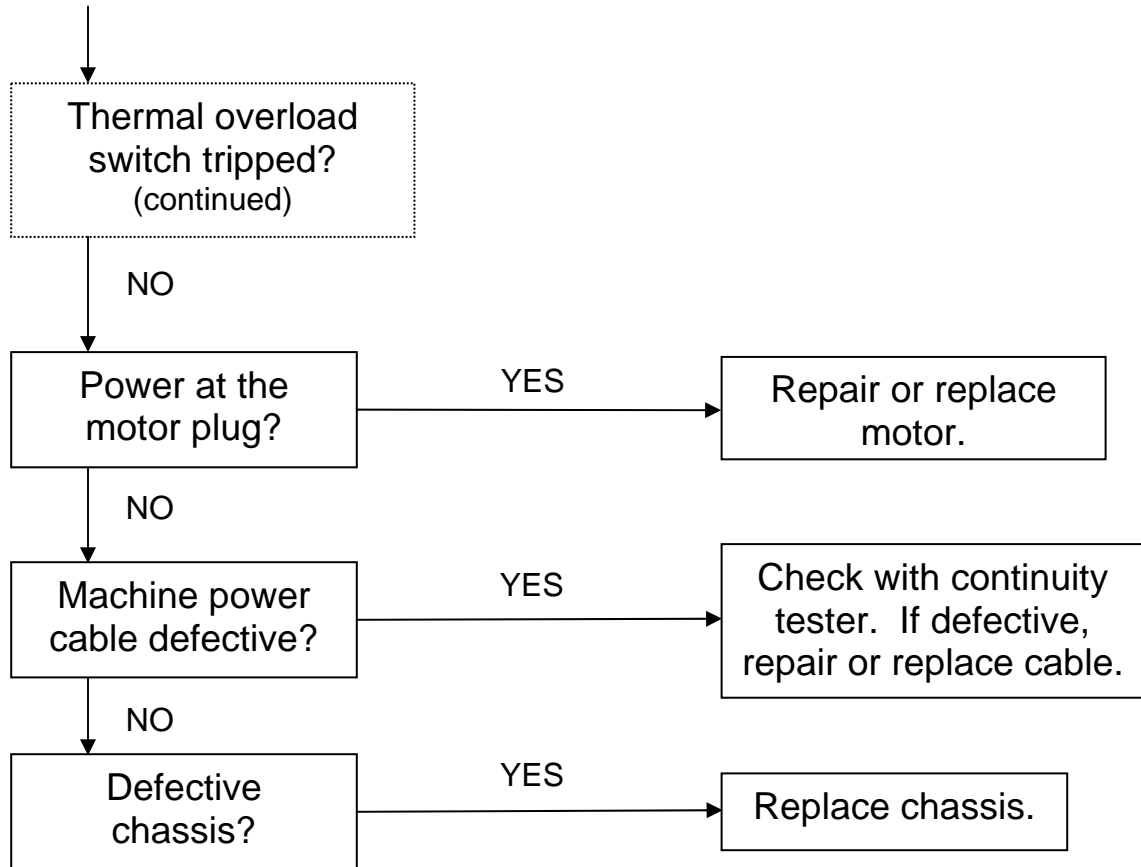 Thermal overload
switch tripped?
(continued)
NO
Power at the
motor plug?
YES
Repair or replace
motor.
NO
Machine power
cable defective?
YES
Check with continuity
tester.  If defective,
repair or replace cable.
NO
Defective
chassis?
YES
Replace chassis.